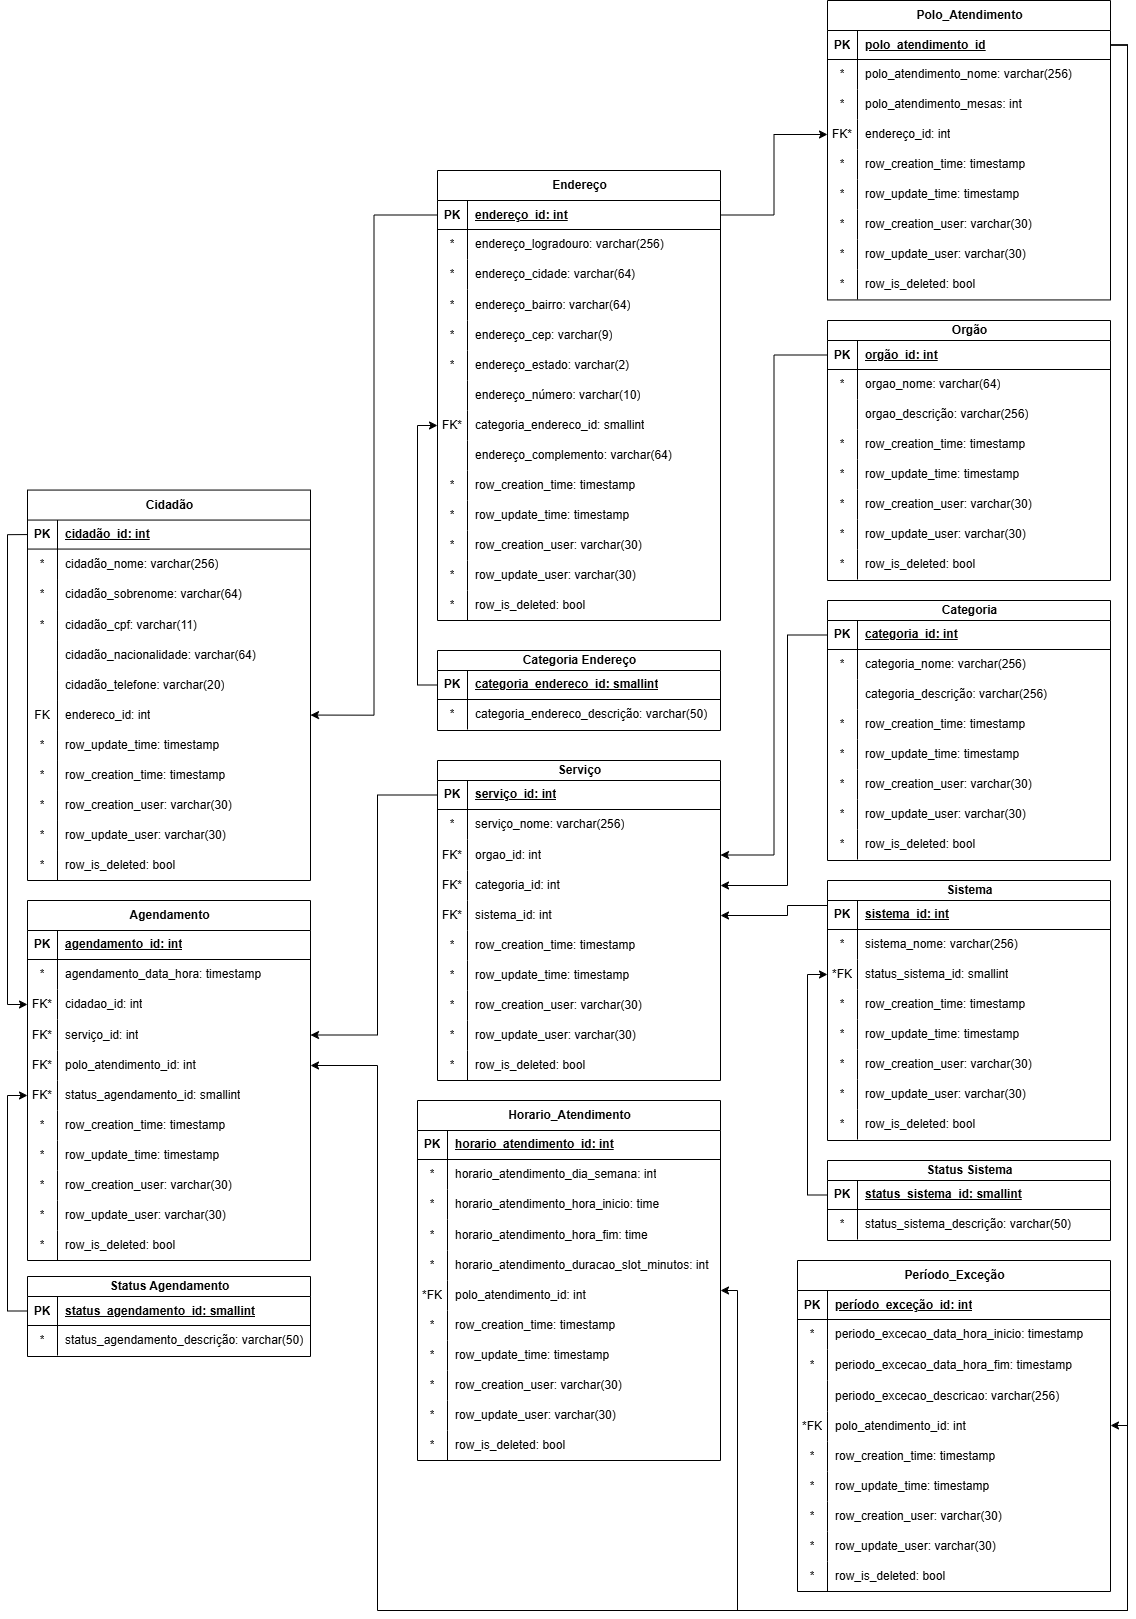 Polo_Atendimento
PK polo_atendimento_id
* polo_atendimento_nome: varchar(256)
* polo_atendimento_mesas: int
FK* endereço_id: int
* row_creation_time: timestamp
* row_update_time: timestamp
* row_creation_user: varchar(30)
* row_update_user: varchar(30)
* row_is_deleted: bool
Endereço
PK endereço_id: int
* endereço_logradouro: varchar(256)
* endereço_cidade: varchar(64)
* endereço_bairro: varchar(64)
* endereço_cep: varchar(9)
* endereço_estado: varchar(2)
endereço_número: varchar(10)
FK* categoria_endereco_id: smallint
endereço_complemento: varchar(64)
* row_creation_time: timestamp
* row_update_time: timestamp
* row_creation_user: varchar(30)
* row_update_user: varchar(30)
* row_is_deleted: bool
Orgão
PK orgão_id: int
* orgao_nome: varchar(64)
orgao_descrição: varchar(256)
* row_creation_time: timestamp
* row_update_time: timestamp
* row_creation_user: varchar(30)
* row_update_user: varchar(30)
* row_is_deleted: bool
Cidadão
PK cidadão_id: int
* cidadão_nome: varchar(256)
* cidadão_sobrenome: varchar(64)
* cidadão_cpf: varchar(11)
cidadão_nacionalidade: varchar(64)
cidadão_telefone: varchar(20)
FK endereco_id: int
* row_update_time: timestamp
* row_creation_time: timestamp
* row_creation_user: varchar(30)
* row_update_user: varchar(30)
* row_is_deleted: bool
Categoria Endereço
PK categoria_endereco_id: smallint
* categoria_endereco_descrição: varchar(50)
Categoria
PK categoria_id: int
* categoria_nome: varchar(256)
categoria_descrição: varchar(256)
* row_creation_time: timestamp
* row_update_time: timestamp
* row_creation_user: varchar(30)
* row_update_user: varchar(30)
* row_is_deleted: bool
Serviço
PK serviço_id: int
* serviço_nome: varchar(256)
FK* orgao_id: int
FK* categoria_id: int
FK* sistema_id: int
* row_creation_time: timestamp
* row_update_time: timestamp
* row_creation_user: varchar(30)
* row_update_user: varchar(30)
* row_is_deleted: bool
Sistema
PK sistema_id: int
* sistema_nome: varchar(256)
*FK status_sistema_id: smallint
* row_creation_time: timestamp
* row_update_time: timestamp
* row_creation_user: varchar(30)
* row_update_user: varchar(30)
* row_is_deleted: bool
Agendamento
PK agendamento_id: int
* agendamento_data_hora: timestamp
FK* cidadao_id: int
FK* serviço_id: int
FK* polo_atendimento_id: int
FK* status_agendamento_id: smallint
* row_creation_time: timestamp
* row_update_time: timestamp
* row_creation_user: varchar(30)
* row_update_user: varchar(30)
* row_is_deleted: bool
Horario_Atendimento
PK horario_atendimento_id: int
* horario_atendimento_dia_semana: int
* horario_atendimento_hora_inicio: time
* horario_atendimento_hora_fim: time
* horario_atendimento_duracao_slot_minutos: int
*FK polo_atendimento_id: int
* row_creation_time: timestamp
* row_update_time: timestamp
* row_creation_user: varchar(30)
* row_update_user: varchar(30)
* row_is_deleted: bool
Status Sistema
PK status_sistema_id: smallint
* status_sistema_descrição: varchar(50)
Status Agendamento
PK status_agendamento_id: smallint
* status_agendamento_descrição: varchar(50)
Período_Exceção
PK período_exceção_id: int
* periodo_excecao_data_hora_inicio: timestamp
* periodo_excecao_data_hora_fim: timestamp
periodo_excecao_descricao: varchar(256)
*FK polo_atendimento_id: int
* row_creation_time: timestamp
* row_update_time: timestamp
* row_creation_user: varchar(30)
* row_update_user: varchar(30)
* row_is_deleted: bool